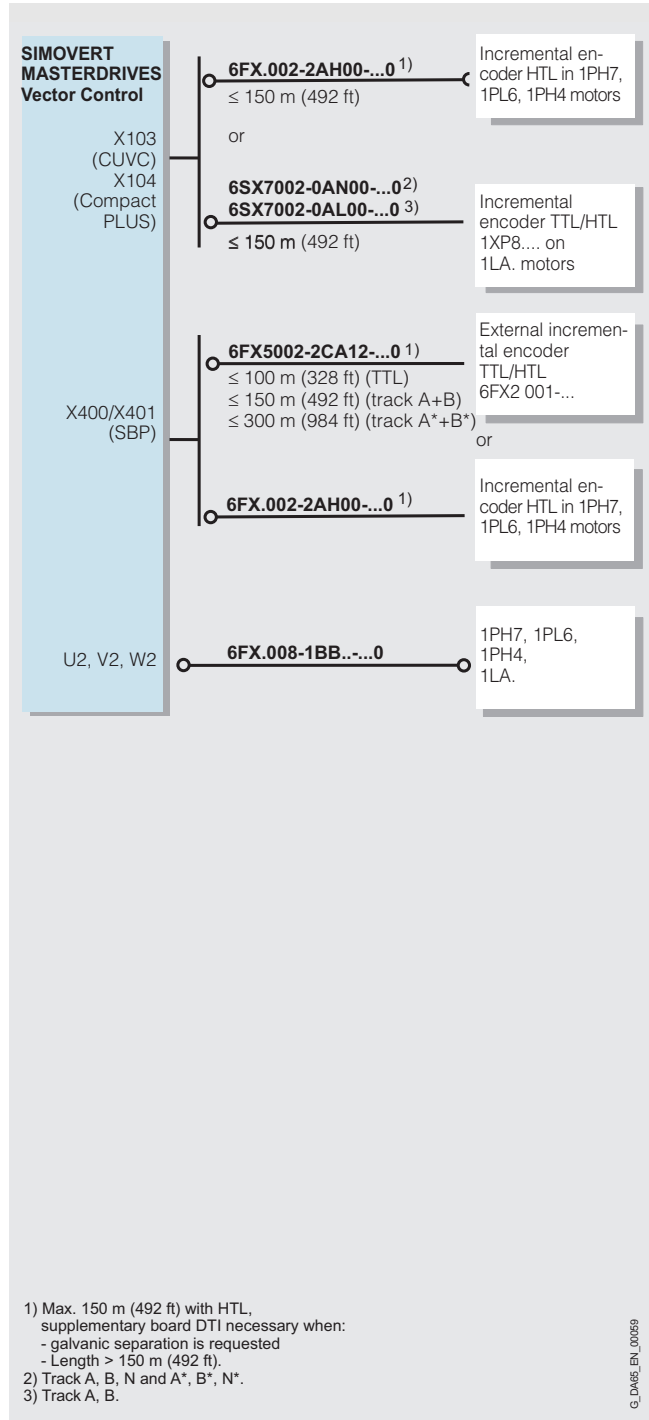 SIMOVERT
MASTERDRIVES
Vector Control
X103
(CUVC)
X104
(Compact
PLUS)
6FX.002-2AH00-...0 1)
≤ 150 m (492 ft)
or
6SX7002-0AN00-...0 2)
6SX7002-0AL00-...0 3)
≤ 150 m (492 ft)
Incremental en-
coder HTL in 1PH7,
1PL6, 1PH4 motors
Incremental
encoder TTL/HTL
1XP8.... on
1LA. motors
X400/X401
(SBP)
6FX5002-2CA12-...0 1)
≤ 100 m (328 ft) (TTL)
≤ 150 m (492 ft) (track A+B)
≤ 300 m (984 ft) (track A*+B*)
6FX.002-2AH00-...0 1)
External incremen-
tal encoder
TTL/HTL
6FX2 001-...
or
Incremental en-
coder HTL in 1PH7,
1PL6, 1PH4 motors
U2, V2, W2
6FX.008-1BB..-...0
1PH7, 1PL6,
1PH4,
1LA.
1) Max. 150 m (492 ft) with HTL,
supplementary board DTI necessary when:
- galvanic separation is requested
- Length > 150 m (492 ft).
2) Track A, B, N and A*, B*, N*.
3) Track A, B.
G_DA65_EN_00059